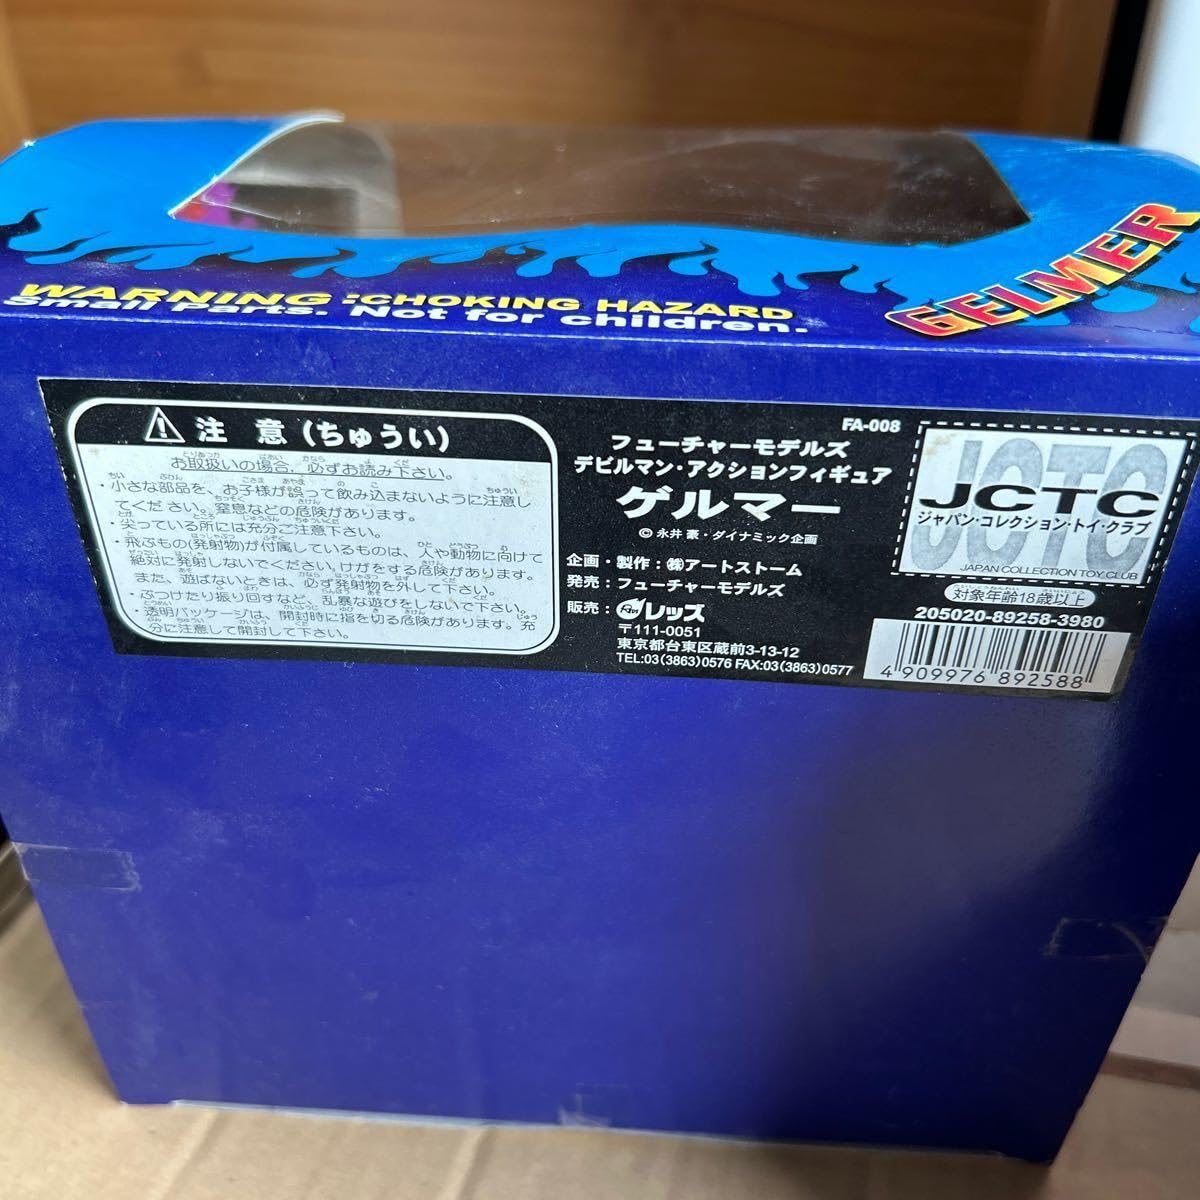 GELMER
WARNING:CHOKING HAZARD
Small Parts. Not for children.
注 意(ちゅうい)
お取扱いの場合、必ずお読み下さい。
・小さな部品を、お子様が誤って飲み込まないように注意し
てください。窒息などの危険があります。
・尖っている所には充分ご注意下さい。
・飛ぶもの(発射物)が付属しているものは、人や動物に向けて
絶対に発射しないでください。けがをする危険があります。
また、遊ばないときは、必ず発射物を外して下さい。
・ぶつけたり振り回すなど、乱暴な遊びをしないで下さい。
・透明パッケージは、開封時に指を切る危険があります。充
分に注意して開封して下さい。
FA-008
フューチャーモデルズ
デビルマン・アクションフィギュア
ゲルマー
© 永井 豪・ダイナミック企画
企画・製作：㈱アートストーム
発売：フューチャーモデルズ
販売：レッズ
〒111-0051
東京都台東区蔵前3-13-12
TEL:03(3863)0576 FAX:03(3863)0577
JCTC
JCTC
ジャパン・コレクション・トイ・クラブ
JAPAN COLLECTION TOY CLUB
対象年齢18歳以上
205020-89258-3980
4 909976 892588